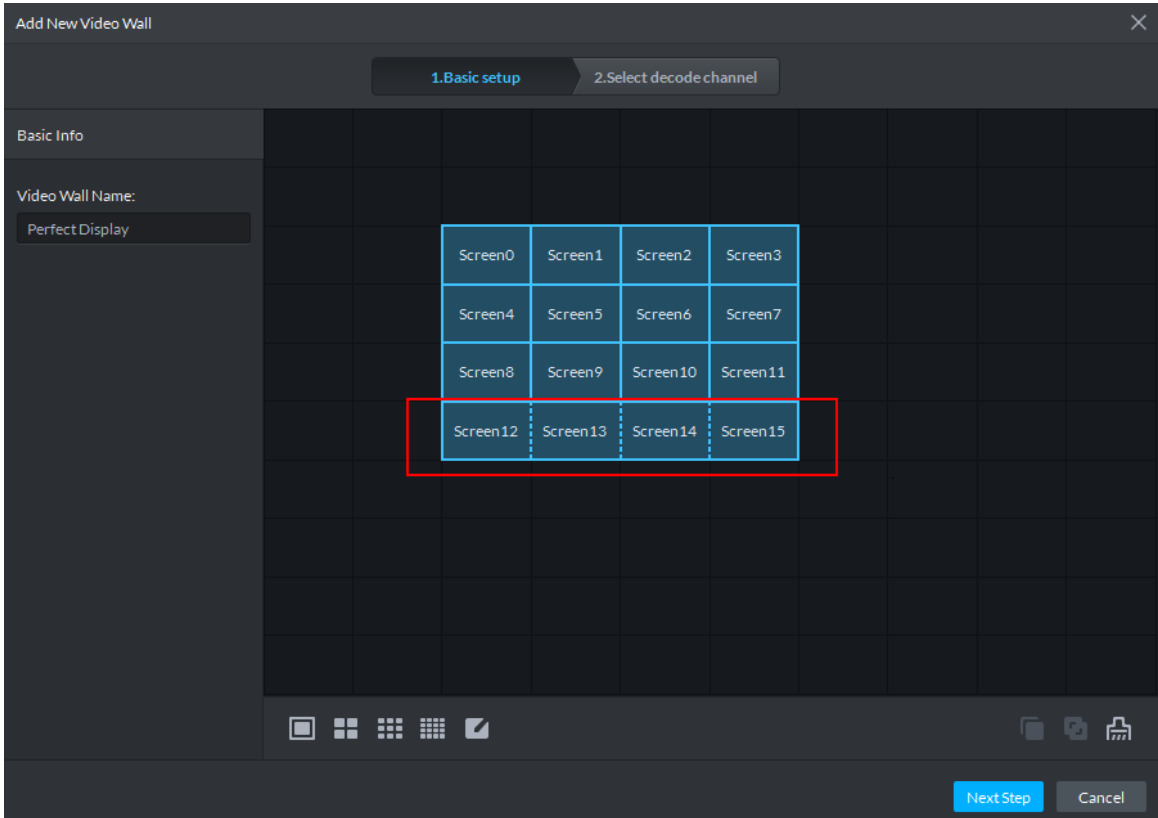 Add New Video Wall
1.Basic setup
2.Select decode channel
Basic Info
Video Wall Name:
Perfect Display
Screen0 Screen1 Screen2 Screen3
Screen4 Screen5 Screen6 Screen7
Screen8 Screen9 Screen10 Screen11
Screen12 Screen13 Screen14 Screen15
Next Step
Cancel